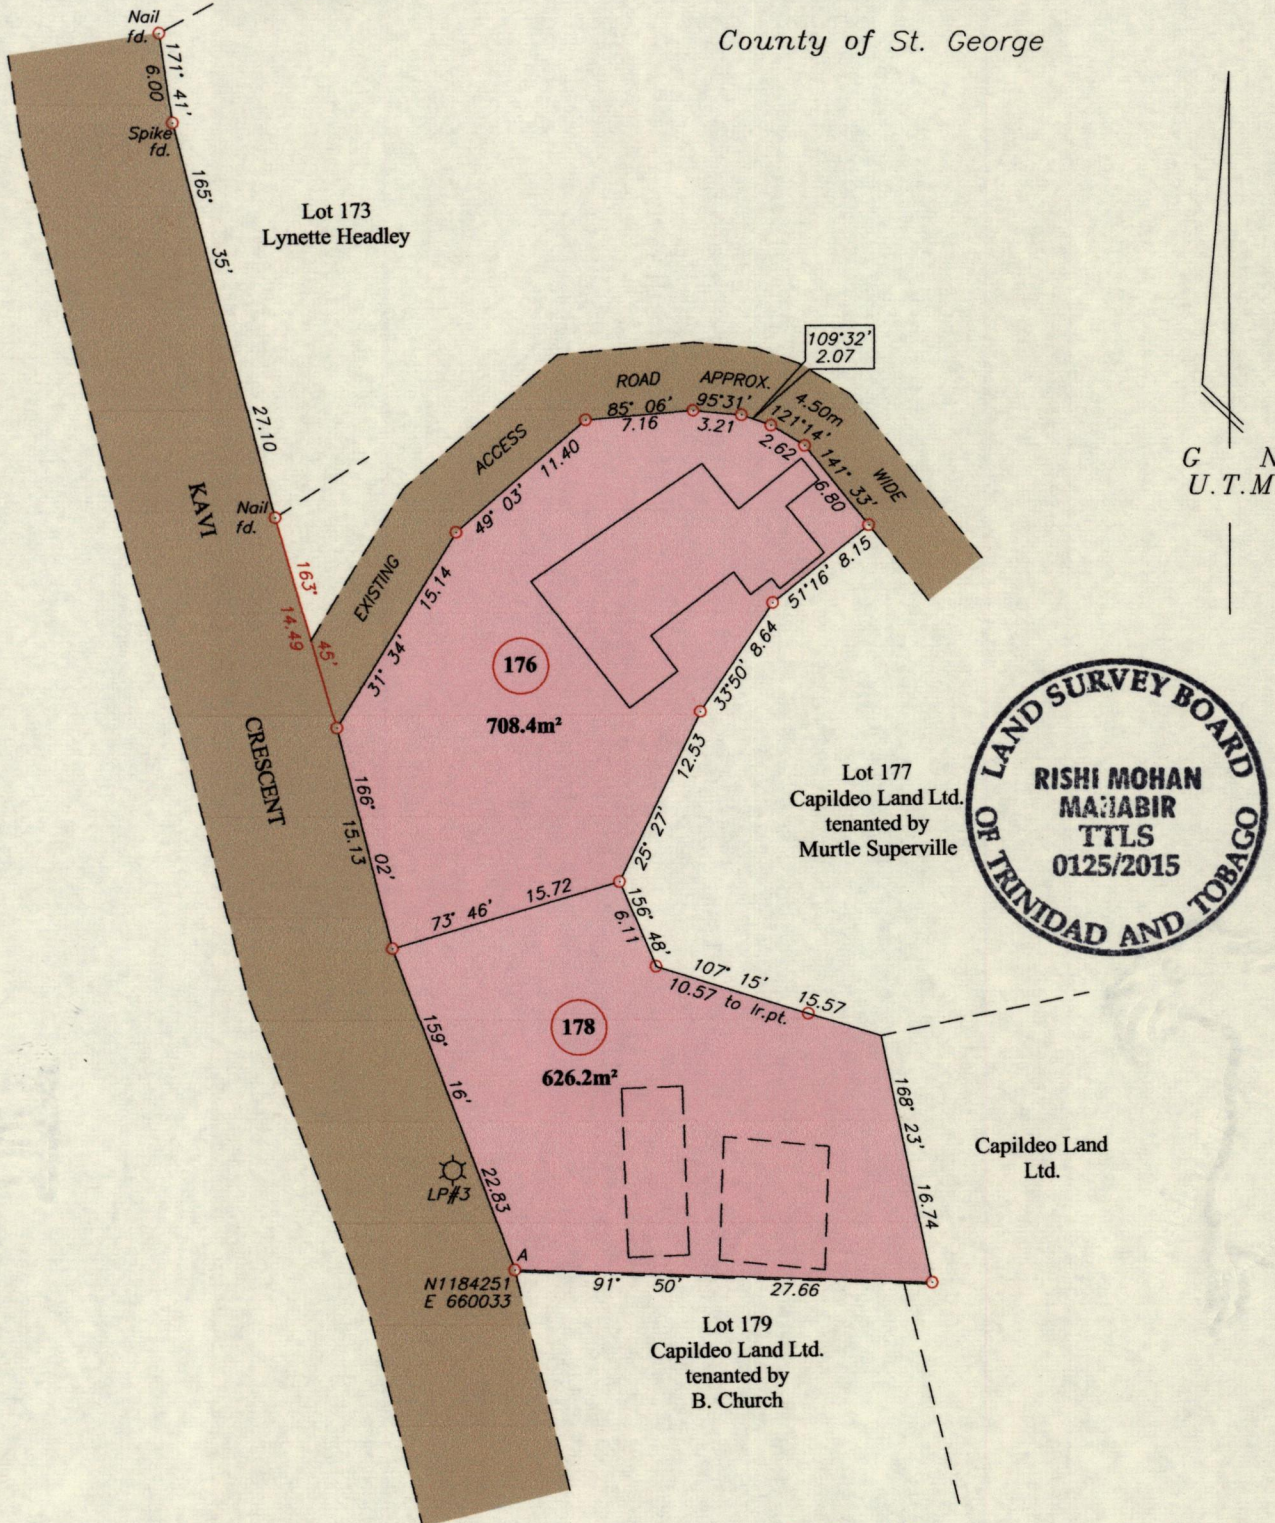 County of St. George
Nail
fd.
171° 41'
6.00
Spike
fd.
165° 35'
27.10
Lot 173
Lynette Headley
Nail
fd.
163° 45'
14.49
KAVI CRESCENT
EXISTING ACCESS ROAD APPROX. 4.50m WIDE
31° 34'
15.14
49° 03'
11.40
85° 06'
7.16
95°31'
3.21
109°32'
2.07
121°14'
2.62
141° 33'
6.80
51°16' 8.15
33°50' 8.64
12.53
25° 27'
G N
U.T.M
176
708.4m²
166° 02'
15.13
73° 46' 15.72
Lot 177
Capildeo Land Ltd.
tenanted by
Murtle Superville
LAND SURVEY BOARD
OF TRINIDAD AND TOBAGO
RISHI MOHAN
MAHABIR
TTLS
0125/2015
156° 48'
6.11
107° 15' 15.57
10.57 to Ir.pt.
178
626.2m²
159° 16'
22.83
168° 23'
16.74
Capildeo Land
Ltd.
LP#3
A
N1184251
E 660033
91° 50' 27.66
Lot 179
Capildeo Land Ltd.
tenanted by
B. Church